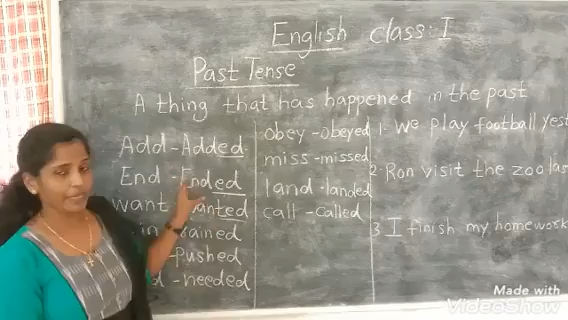 English class: I
Past Tense
A thing that has happened in the past
Add - Added
End - Ended
want wanted
ained
- pushed
d - needed
obey - obeyed
miss - missed
land - landed
call - called
1- We play football yest
2- Ron visit the zoo las
3 I finish my homework
Made with
VideoShow